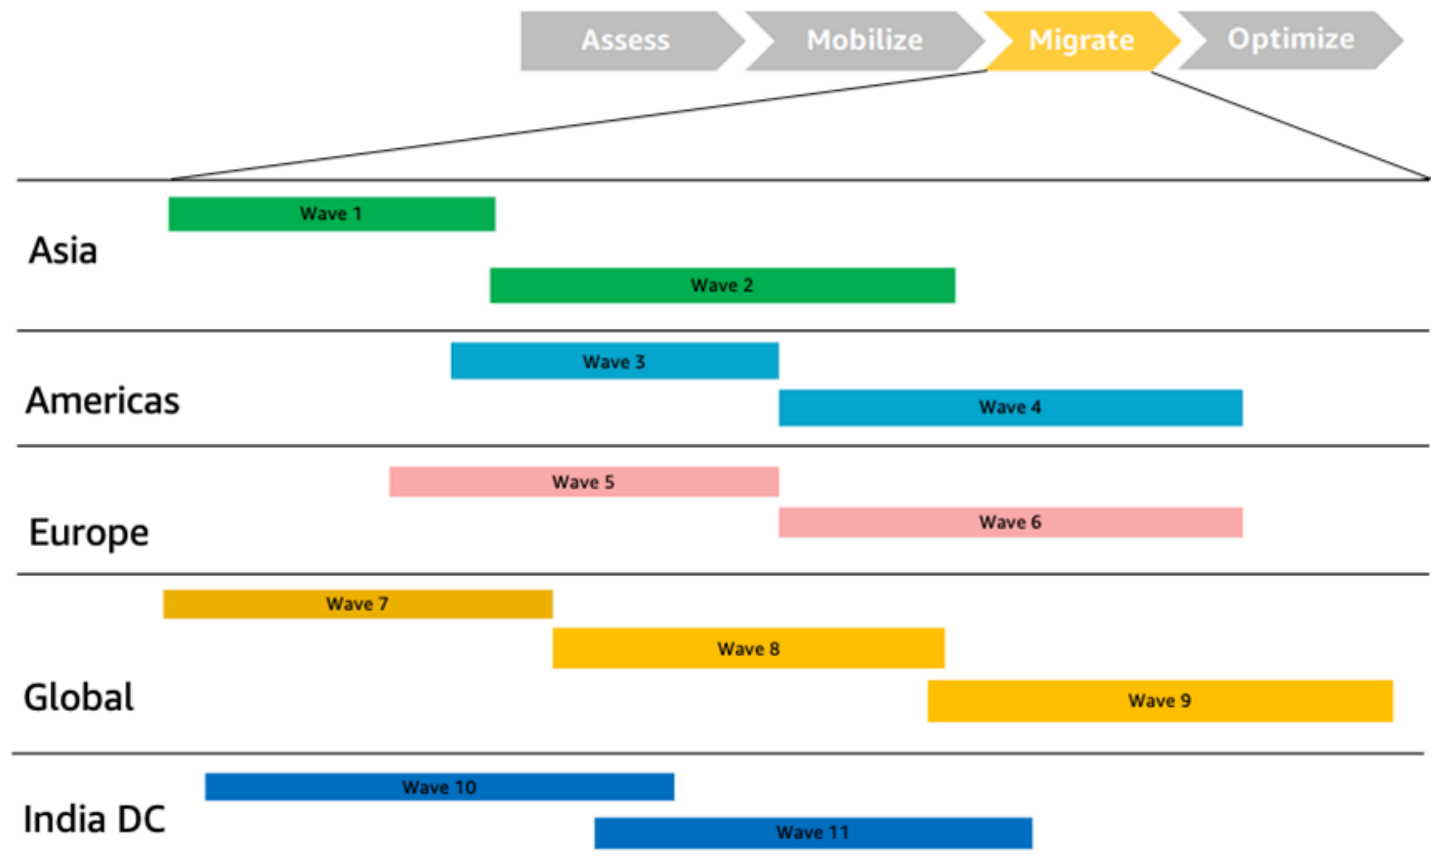 Assess
Mobilize
Migrate
Optimize
Asia
Wave 1
Wave 2
Americas
Wave 3
Wave 4
Europe
Wave 5
Wave 6
Global
Wave 7
Wave 8
Wave 9
India DC
Wave 10
Wave 11